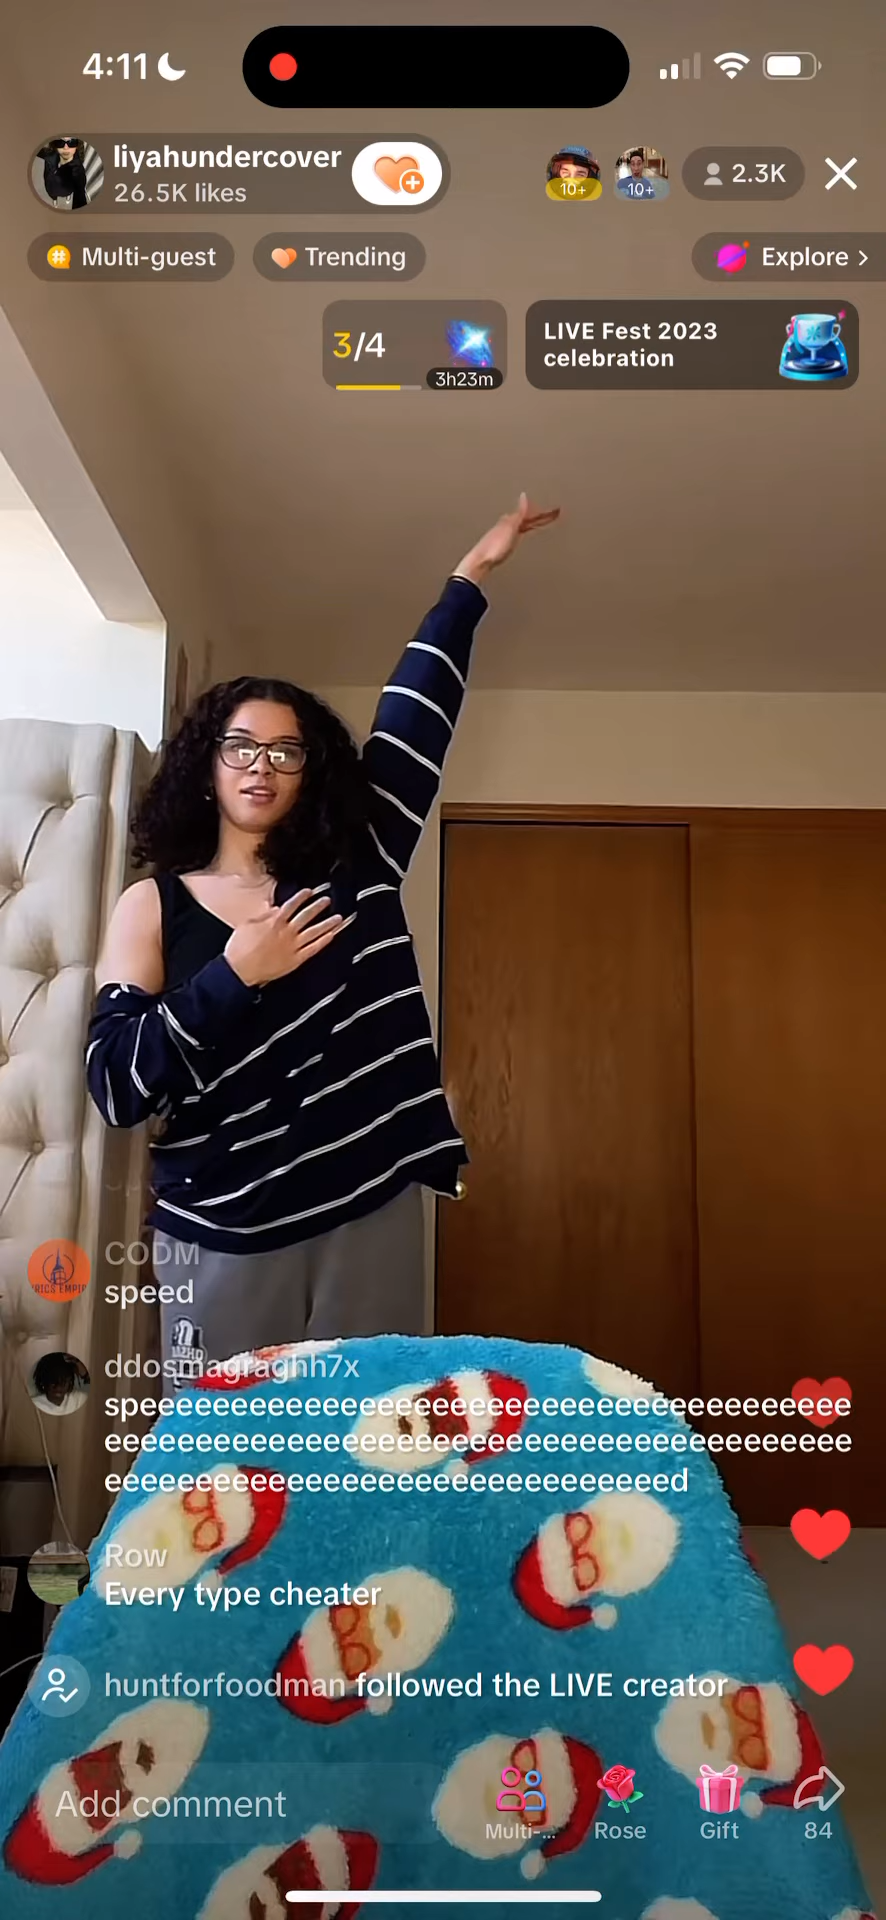 4:11
liyahundercover
26.5K likes
10+
10+
2.3K
Multi-guest
Trending
Explore >
3/4
3h23m
LIVE Fest 2023
celebration
CODM
speed
ddosmagraghh7x
speeeeeeeeeeeeeeeeeeeeeeeeeeeeeeeeeeeeeeee
eeeeeeeeeeeeeeeeeeeeeeeeeeeeeeeeeeeeeeeee
eeeeeeeeeeeeeeeeeeeeeeeeeeeeeeed
Row
Every type cheater
huntforfoodman followed the LIVE creator
Add comment
Multi-...
Rose
Gift
84